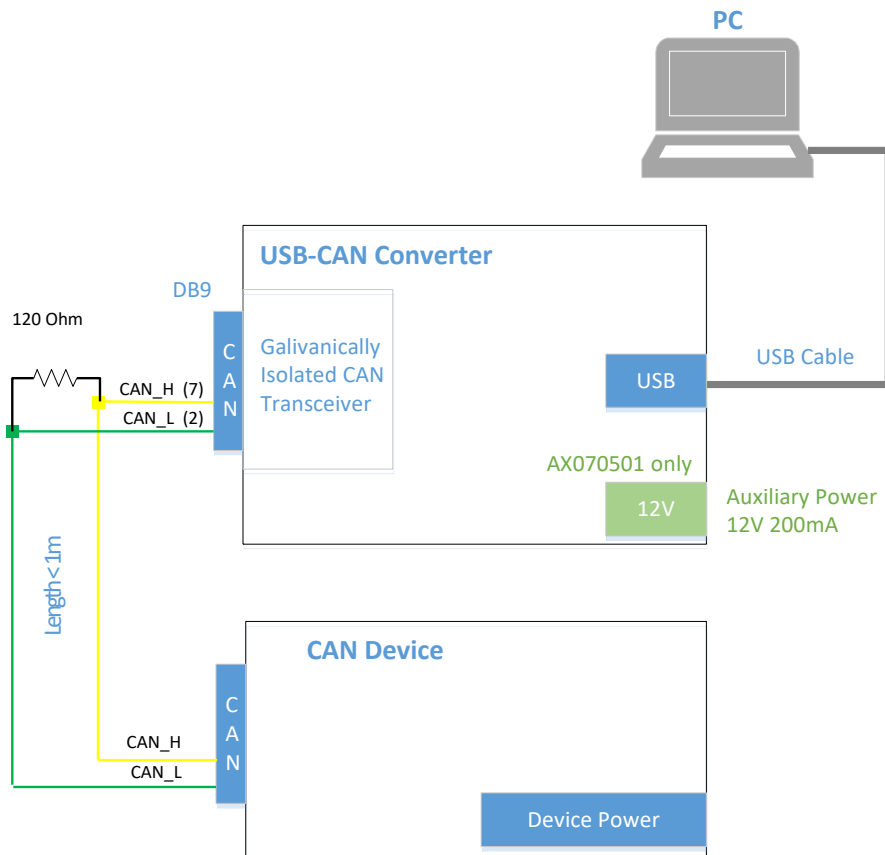 PC
USB-CAN Converter
DB9
120 Ohm
C
A
N
Galivanically
Isolated CAN
Transceiver
CAN_H (7)
CAN_L (2)
USB
USB Cable
AX070501 only
12V
Auxiliary Power
12V 200mA
Length < 1m
CAN Device
C
A
N
CAN_H
CAN_L
Device Power